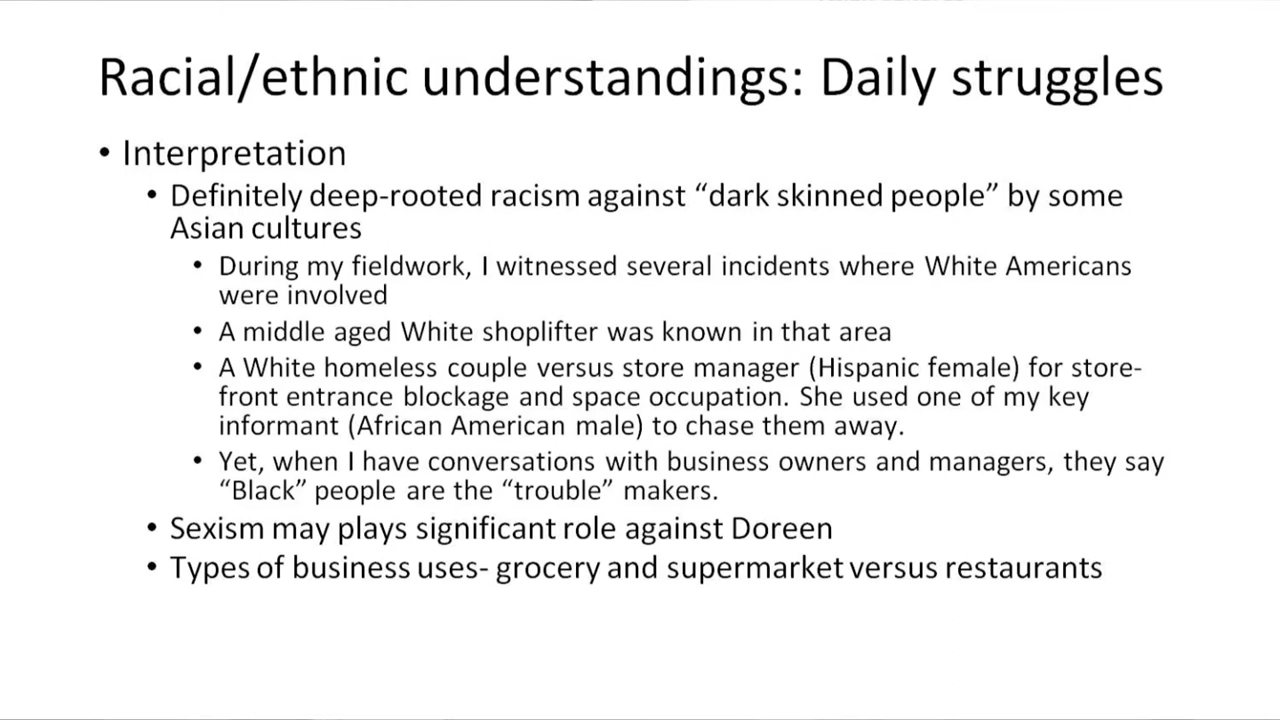 Racial/ethnic understandings: Daily struggles
• Interpretation
• Definitely deep-rooted racism against “dark skinned people” by some
Asian cultures
• During my fieldwork, I witnessed several incidents where White Americans
were involved
• A middle aged White shoplifter was known in that area
• A White homeless couple versus store manager (Hispanic female) for store-
front entrance blockage and space occupation. She used one of my key
informant (African American male) to chase them away.
• Yet, when I have conversations with business owners and managers, they say
“Black” people are the “trouble” makers.
• Sexism may plays significant role against Doreen
• Types of business uses- grocery and supermarket versus restaurants